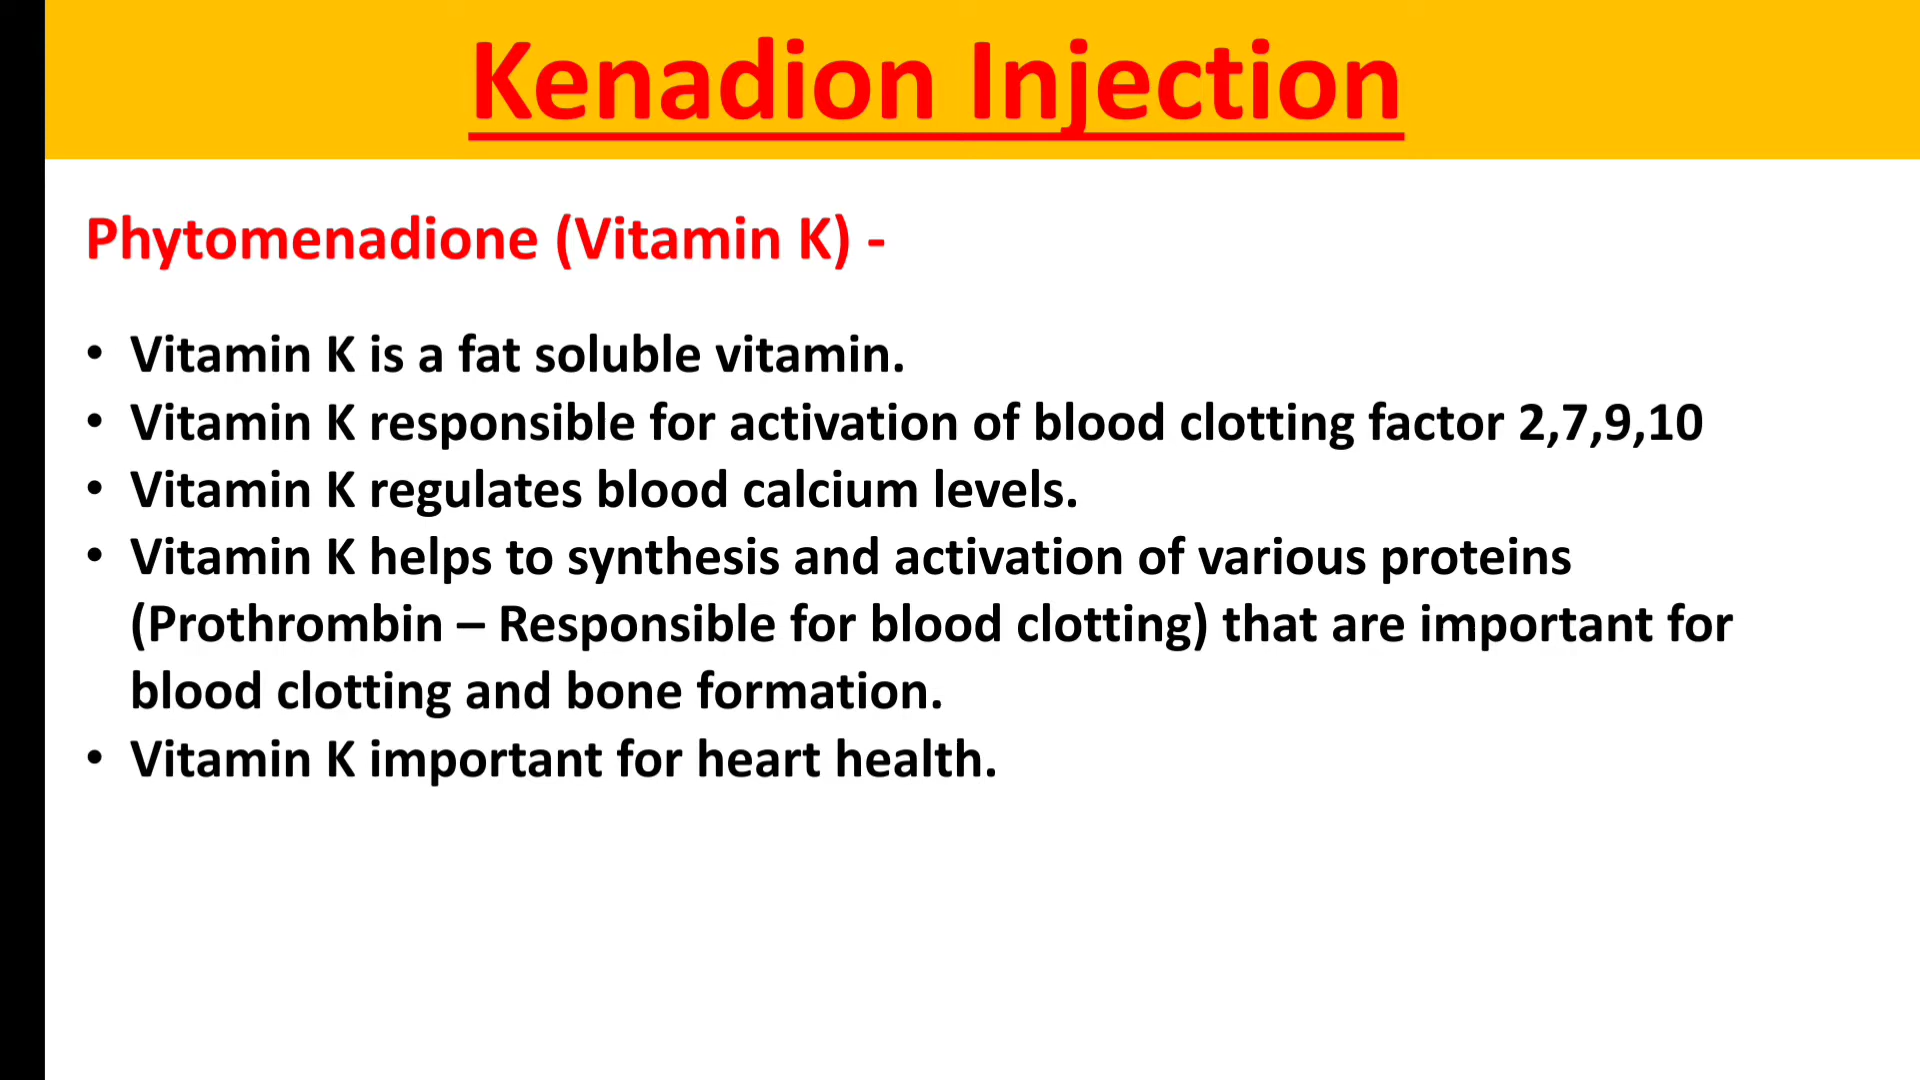 Kenadion Injection
Phytomenadione (Vitamin K) -
• Vitamin K is a fat soluble vitamin.
• Vitamin K responsible for activation of blood clotting factor 2,7,9,10
• Vitamin K regulates blood calcium levels.
• Vitamin K helps to synthesis and activation of various proteins
(Prothrombin – Responsible for blood clotting) that are important for
blood clotting and bone formation.
• Vitamin K important for heart health.